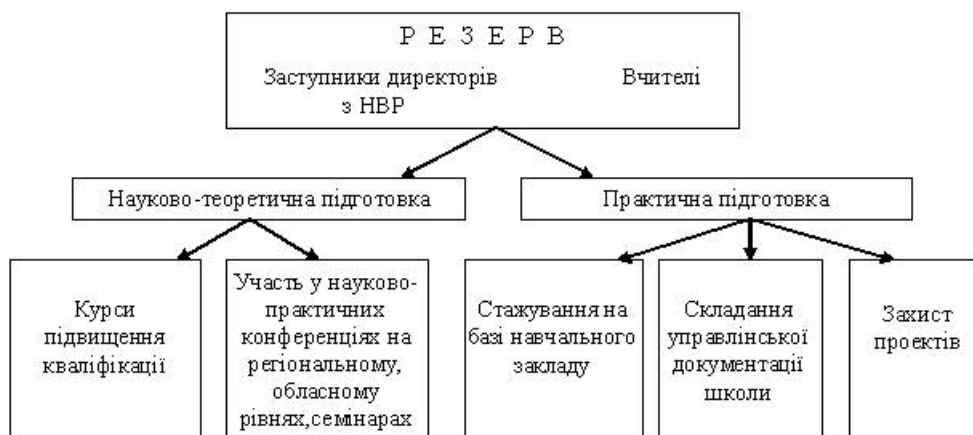 Р Е З Е Р В
Заступники директорів
з НВР
Вчителі
Науково-теоретична підготовка
Практична підготовка
Курси
підвищення
кваліфікації
Участь у науково-
практичних
конференціях на
регіональному,
обласному
рівнях,семінарах
Стажування на
базі навчального
закладу
Складання
управлінської
документації
школи
Захист
проектів